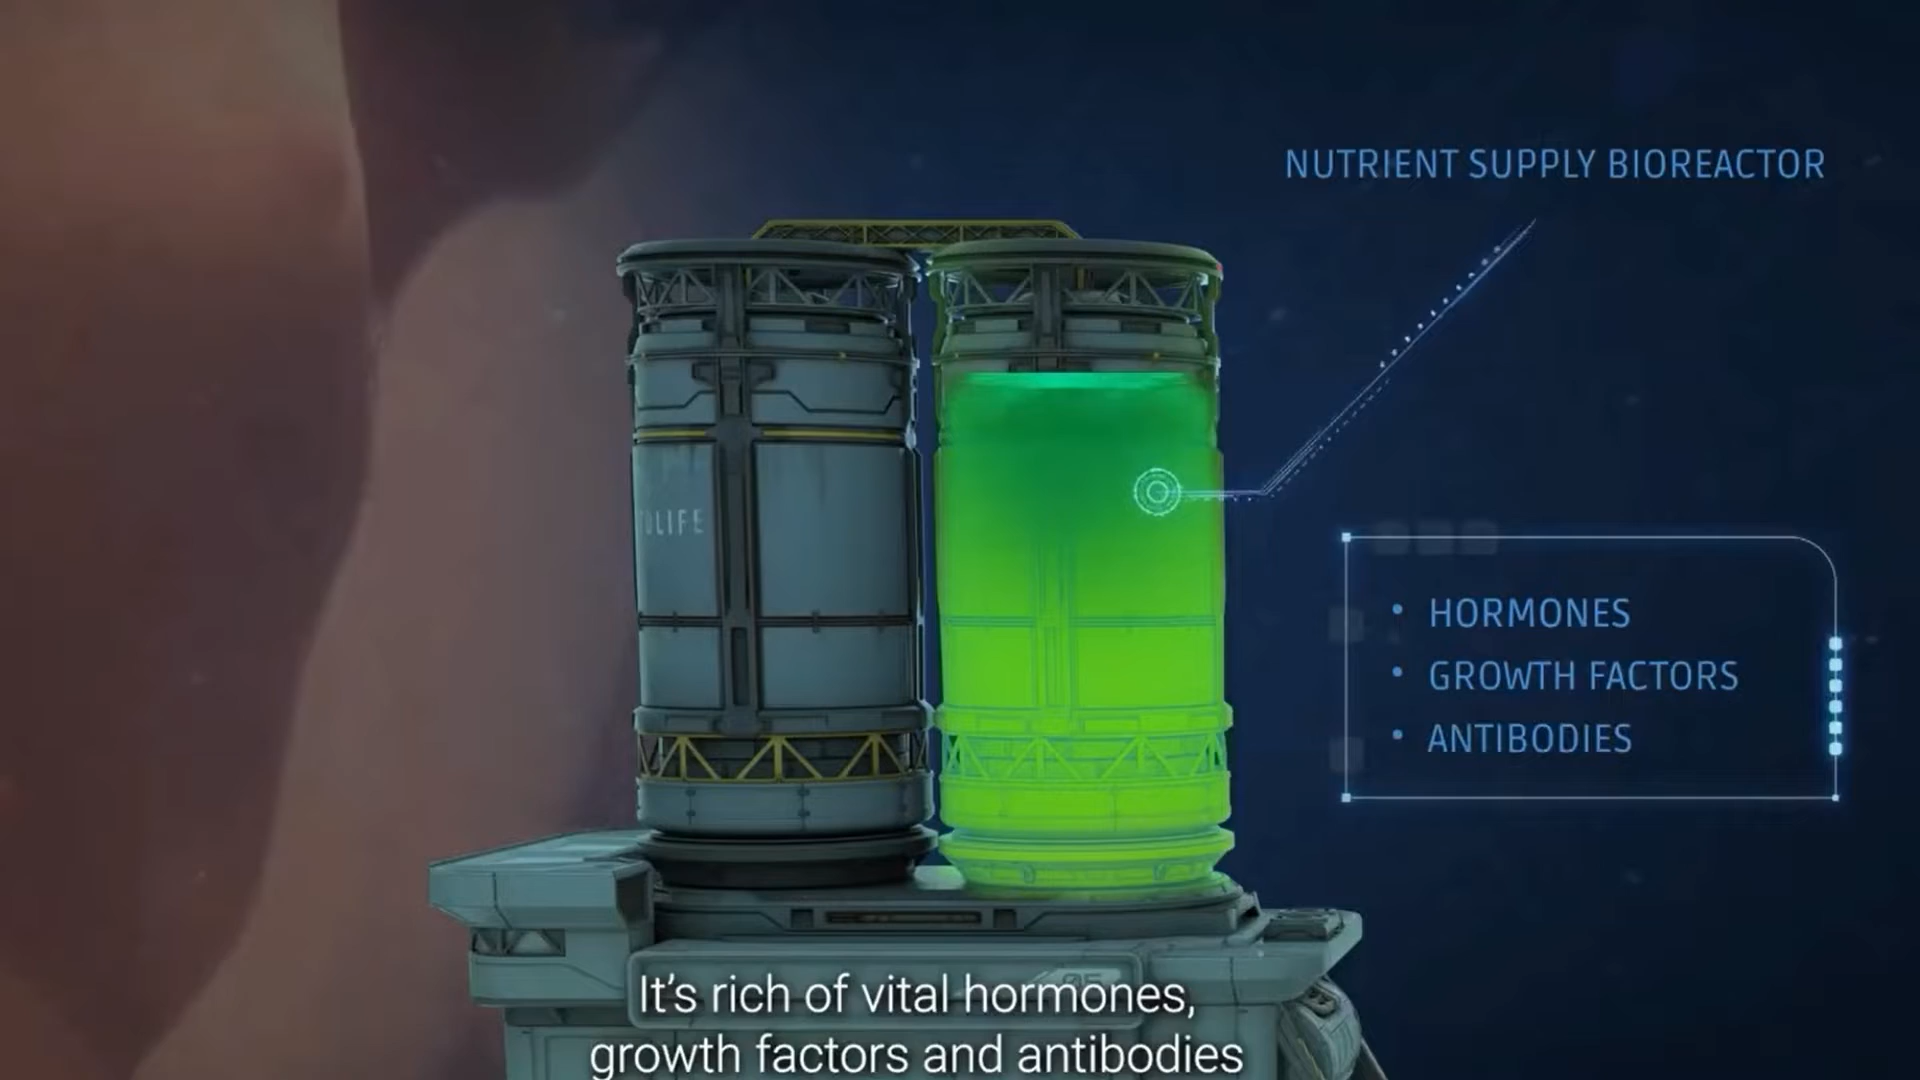 NUTRIENT SUPPLY BIOREACTOR
• HORMONES
• GROWTH FACTORS
• ANTIBODIES
It's rich of vital hormones,
growth factors and antibodies